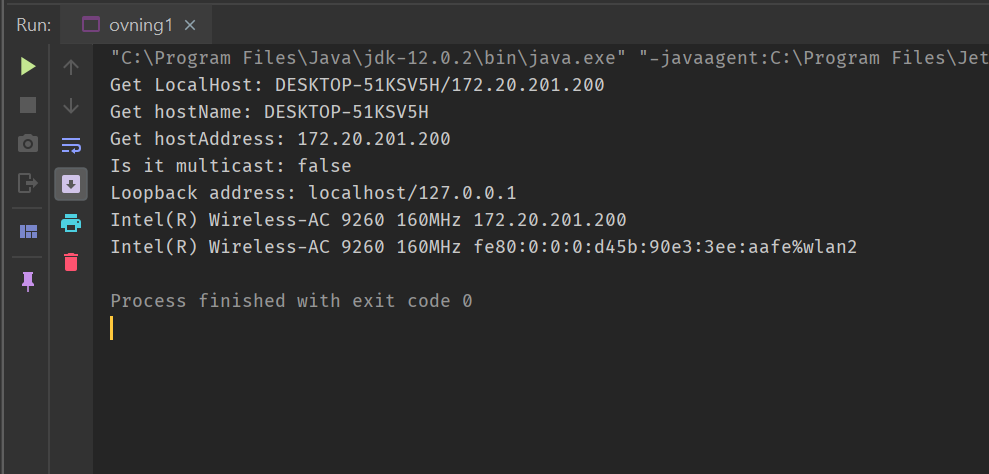 Run: ovning1
"C:\Program Files\Java\jdk-12.0.2\bin\java.exe" "-javaagent:C:\Program Files\Jet
Get LocalHost: DESKTOP-51KSV5H/172.20.201.200
Get hostName: DESKTOP-51KSV5H
Get hostAddress: 172.20.201.200
Is it multicast: false
Loopback address: localhost/127.0.0.1
Intel(R) Wireless-AC 9260 160MHz 172.20.201.200
Intel(R) Wireless-AC 9260 160MHz fe80:0:0:0:d45b:90e3:3ee:aafe%wlan2
Process finished with exit code 0